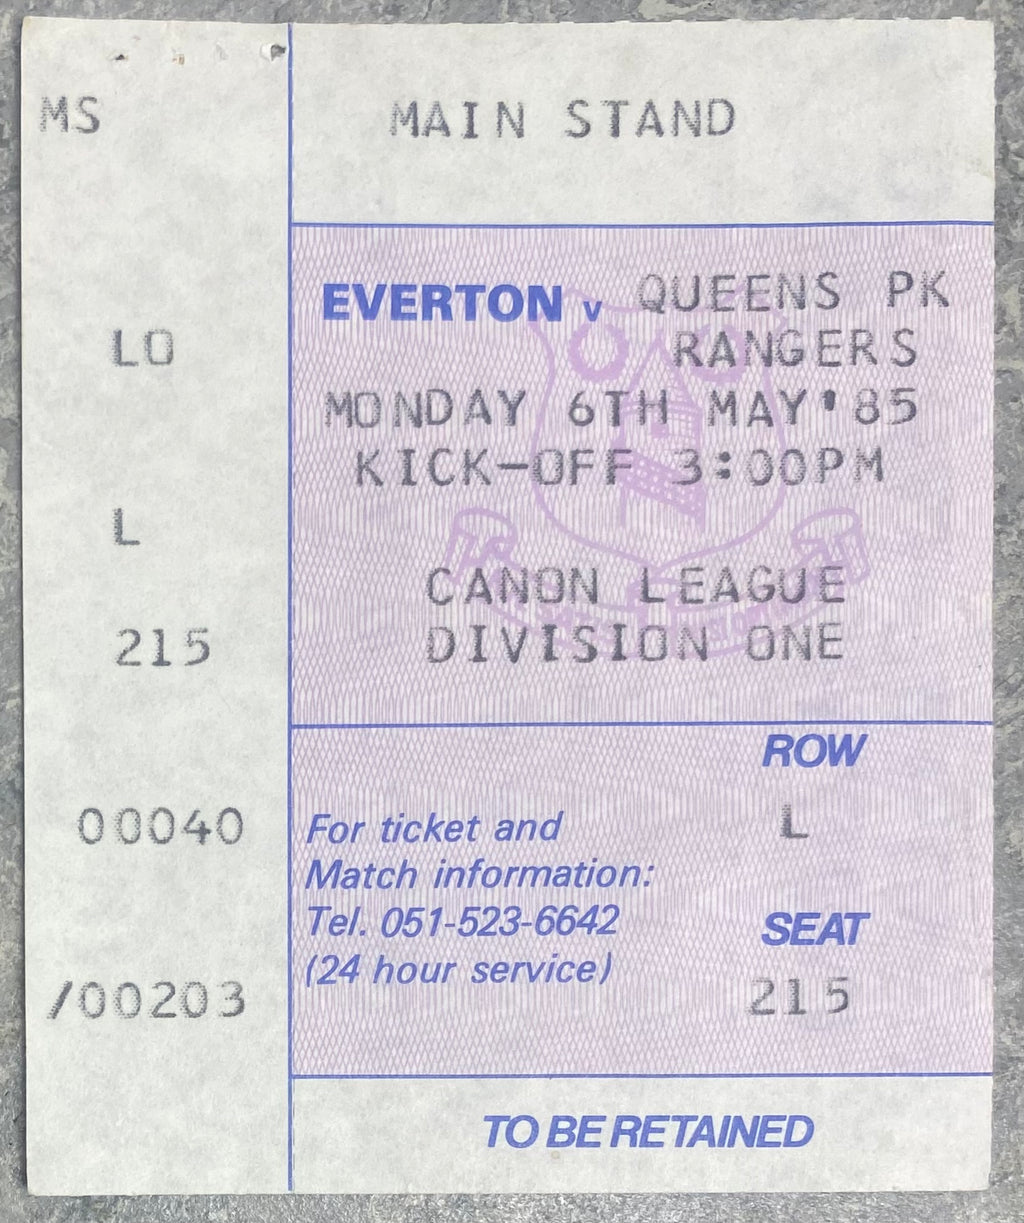 MS
LO
L
215
00040
/00203
MAIN STAND
EVERTON v QUEENS PK
RANGERS
MONDAY 6TH MAY'85
KICK-OFF 3:00PM
CANON LEAGUE
DIVISION ONE
For ticket and
Match information:
Tel. 051-523-6642
(24 hour service)
ROW
L
SEAT
215
TO BE RETAINED